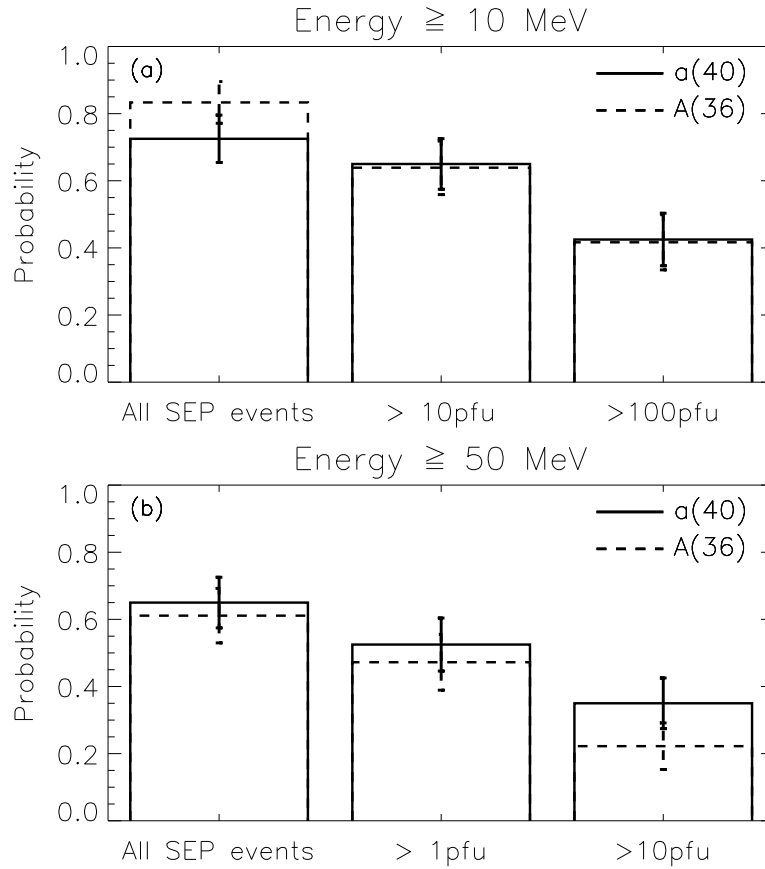 Energy ≧ 10 MeV
(a)
a(40)
A(36)
Probability
1.0
0.8
0.6
0.4
0.2
0.0
All SEP events > 10pfu >100pfu
Energy ≧ 50 MeV
(b)
a(40)
A(36)
Probability
1.0
0.8
0.6
0.4
0.2
0.0
All SEP events > 1pfu >10pfu